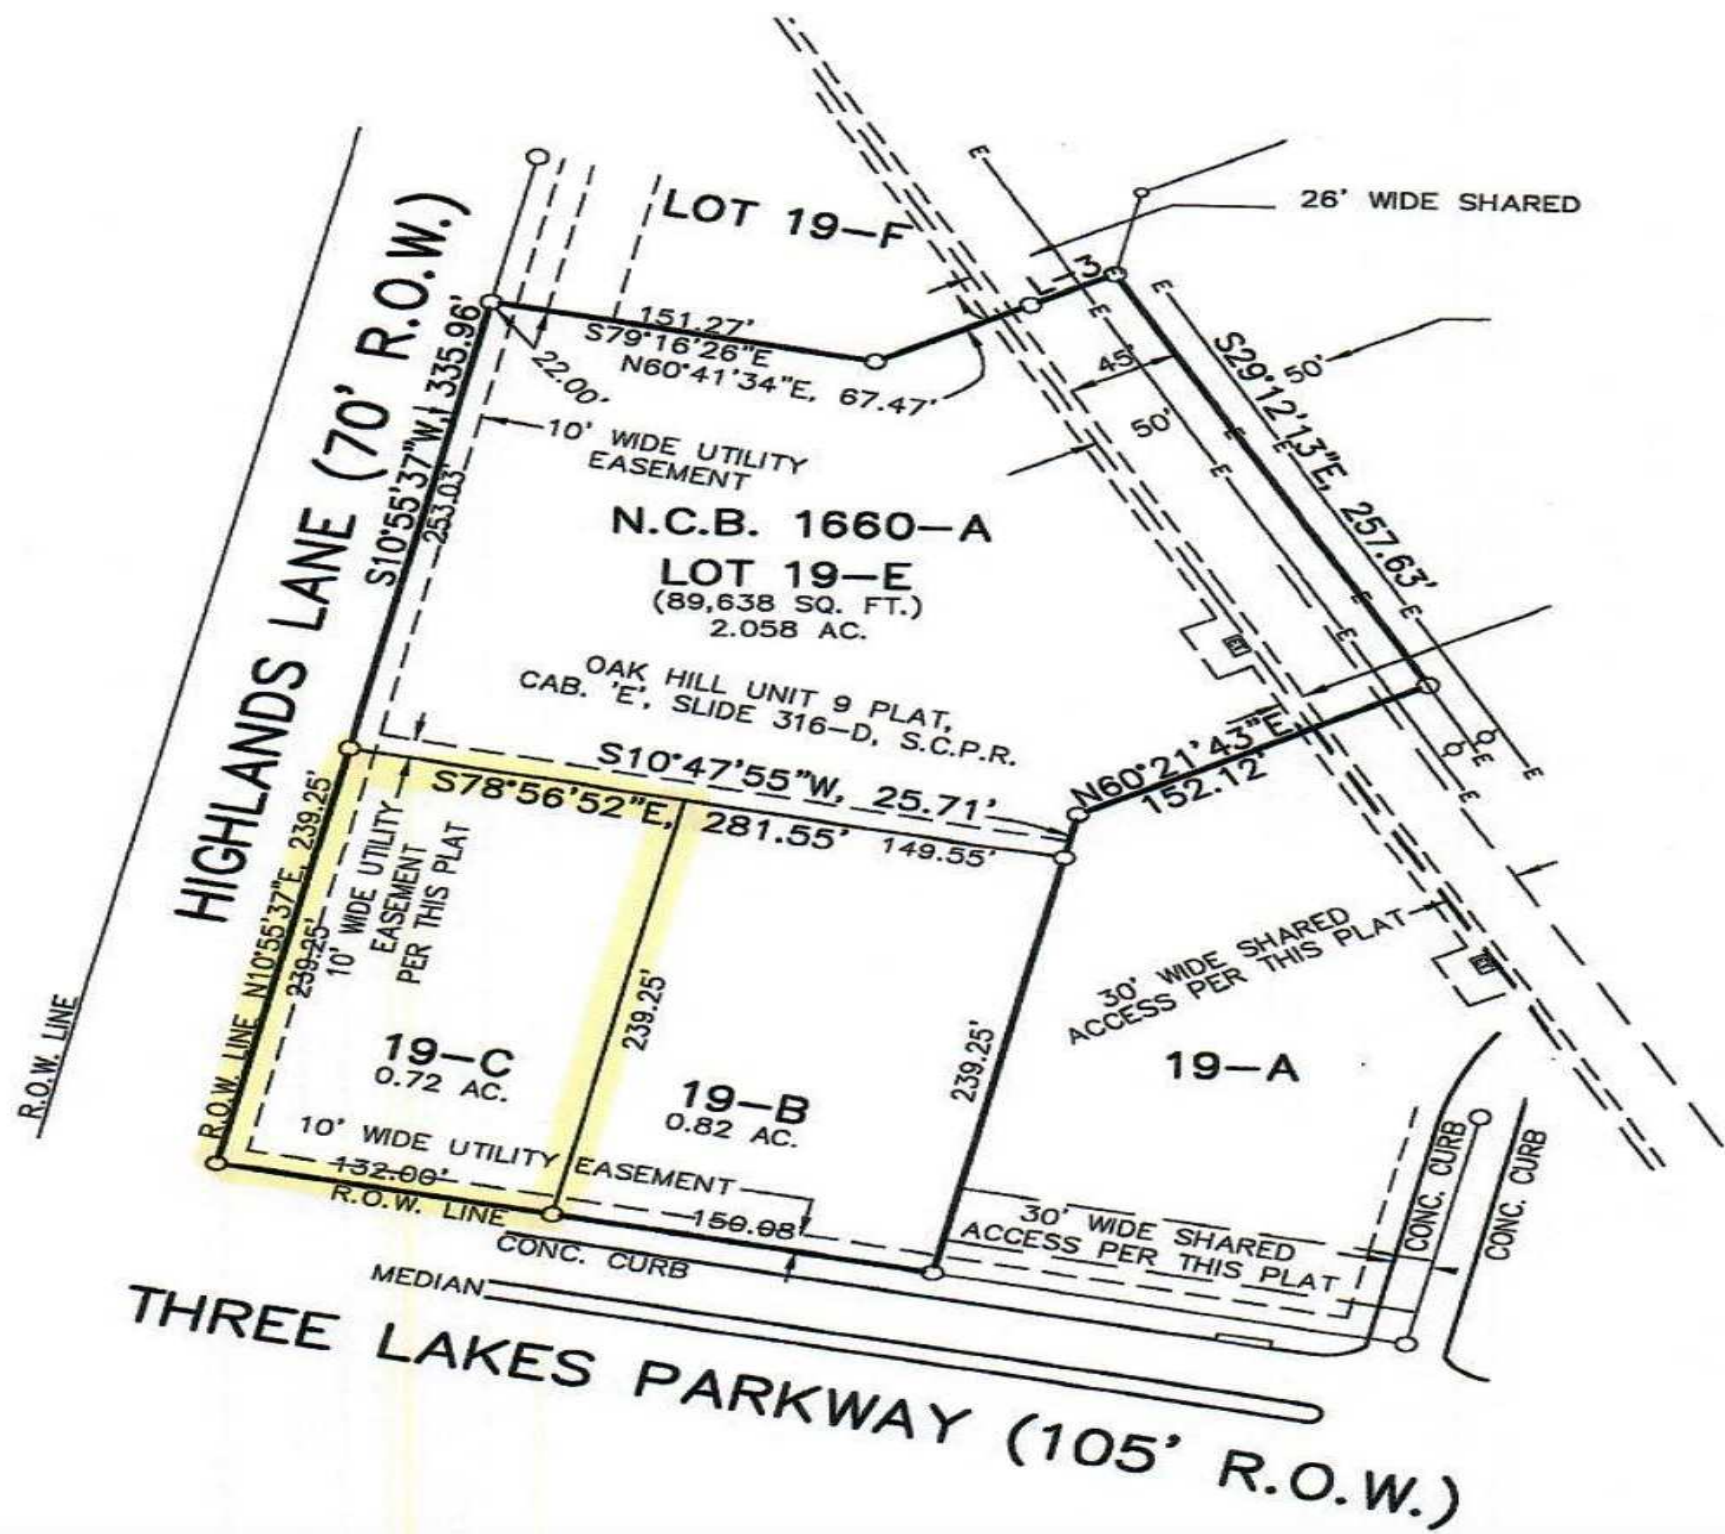 LOT 19-F
26' WIDE SHARED
L-3
HIGHLANDS LANE (70' R.O.W.)
S10°55'37"W, 335.96'
253.03'
151.27'
S79°16'26"E
N60°41'34"E, 67.47'
22.00'
10' WIDE UTILITY
EASEMENT
45'
50'
50'
S29°12'13"E, 257.63'
N.C.B. 1660-A
LOT 19-E
(89,638 SQ. FT.)
2.058 AC.
OAK HILL UNIT 9 PLAT,
CAB. 'E', SLIDE 316-D, S.C.P.R.
S10°47'55"W, 25.71'
N60°21'43"E
152.12'
S78°56'52"E, 281.55'
149.55'
R.O.W. LINE
R.O.W. LINE N10°55'37"E, 239.25'
239.25'
10' WIDE UTILITY
EASEMENT
PER THIS PLAT
239.25'
239.25'
19-C
0.72 AC.
19-B
0.82 AC.
19-A
30' WIDE SHARED
ACCESS PER THIS PLAT
10' WIDE UTILITY EASEMENT
132.00'
R.O.W. LINE
150.08'
30' WIDE SHARED
ACCESS PER THIS PLAT
CONC. CURB
CONC. CURB
CONC. CURB
MEDIAN
THREE LAKES PARKWAY (105' R.O.W.)
E
E
E
E
E
E
E
E
E
E
E
E
E
E